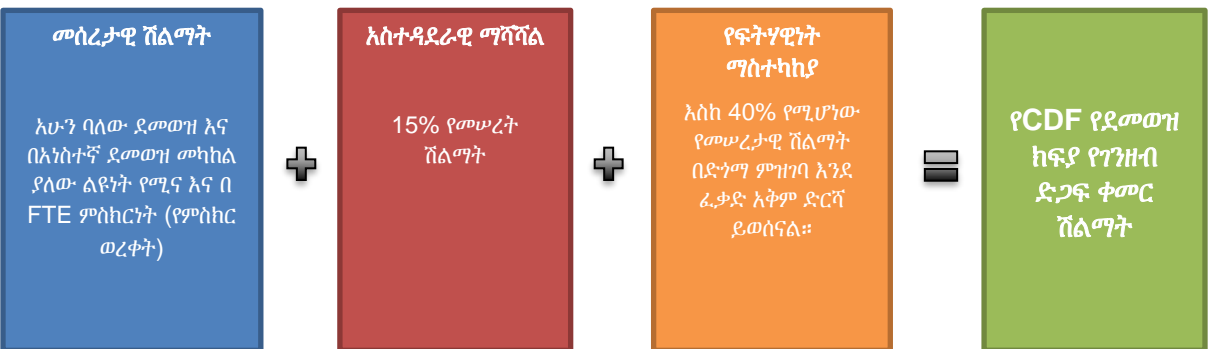 መሰረታዊ ሽልማት
አሁን ባለው ደመወዝ እና
በአነስተኛ ደመወዝ መካከል
ያለው ልዩነት የሚና እና በ
FTE ምስክርነት (የምስክር
ወረቀት)
አስተዳደራዊ ማሻሻል
15% የመሠረት
ሽልማት
የፍትሃዊነት
ማስተካከያ
እስከ 40% የሚሆነው
የመሠረታዊ ሽልማት
በድጎማ ምዝገባ እንደ
ፈቃድ አቅም ድርሻ
ይወሰናል።
የCDF የደመወዝ
ክፍያ የገንዘብ
ድጋፍ ቀመር
ሽልማት